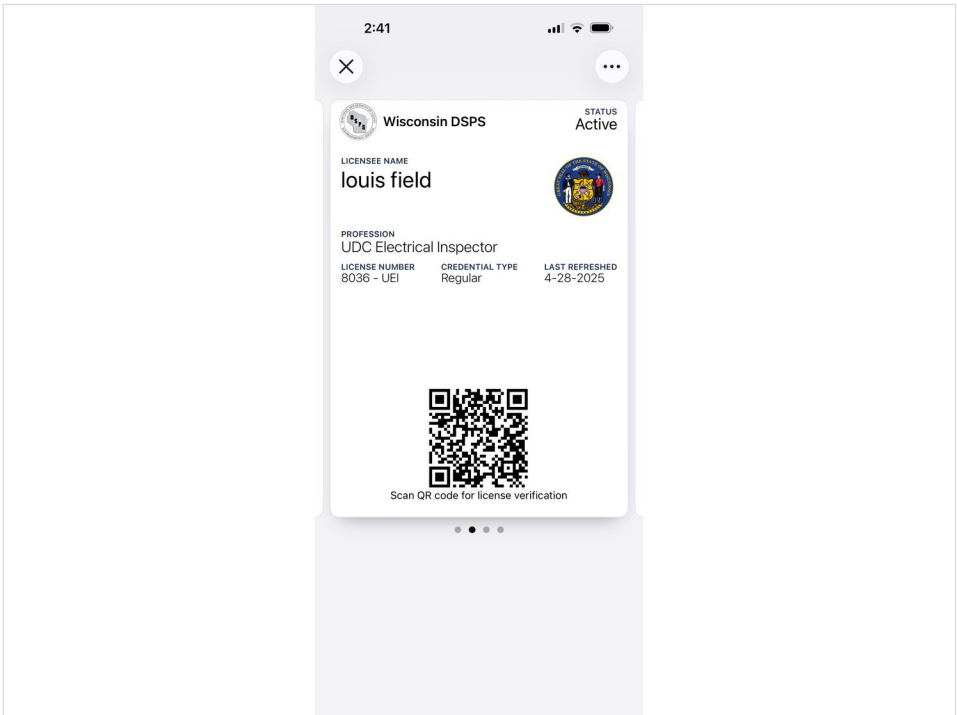 2:41
Wisconsin DSPS
STATUS
Active
LICENSEE NAME
louis field
PROFESSION
UDC Electrical Inspector
LICENSE NUMBER CREDENTIAL TYPE LAST REFRESHED
8036 - UEI Regular 4-28-2025
Scan QR code for license verification